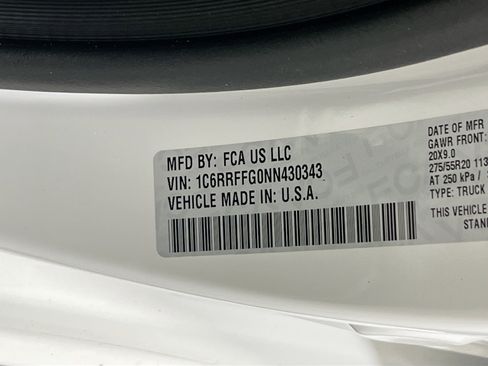 MFD BY: FCA US LLC
VIN: 1C6RRFFG0NN430343
VEHICLE MADE IN: U.S.A.
DATE OF MFR
GAWR FRONT:
20X9.0
275/55R20 113
AT 250 kPa /
TYPE: TRUCK
THIS VEHICLE
STAN